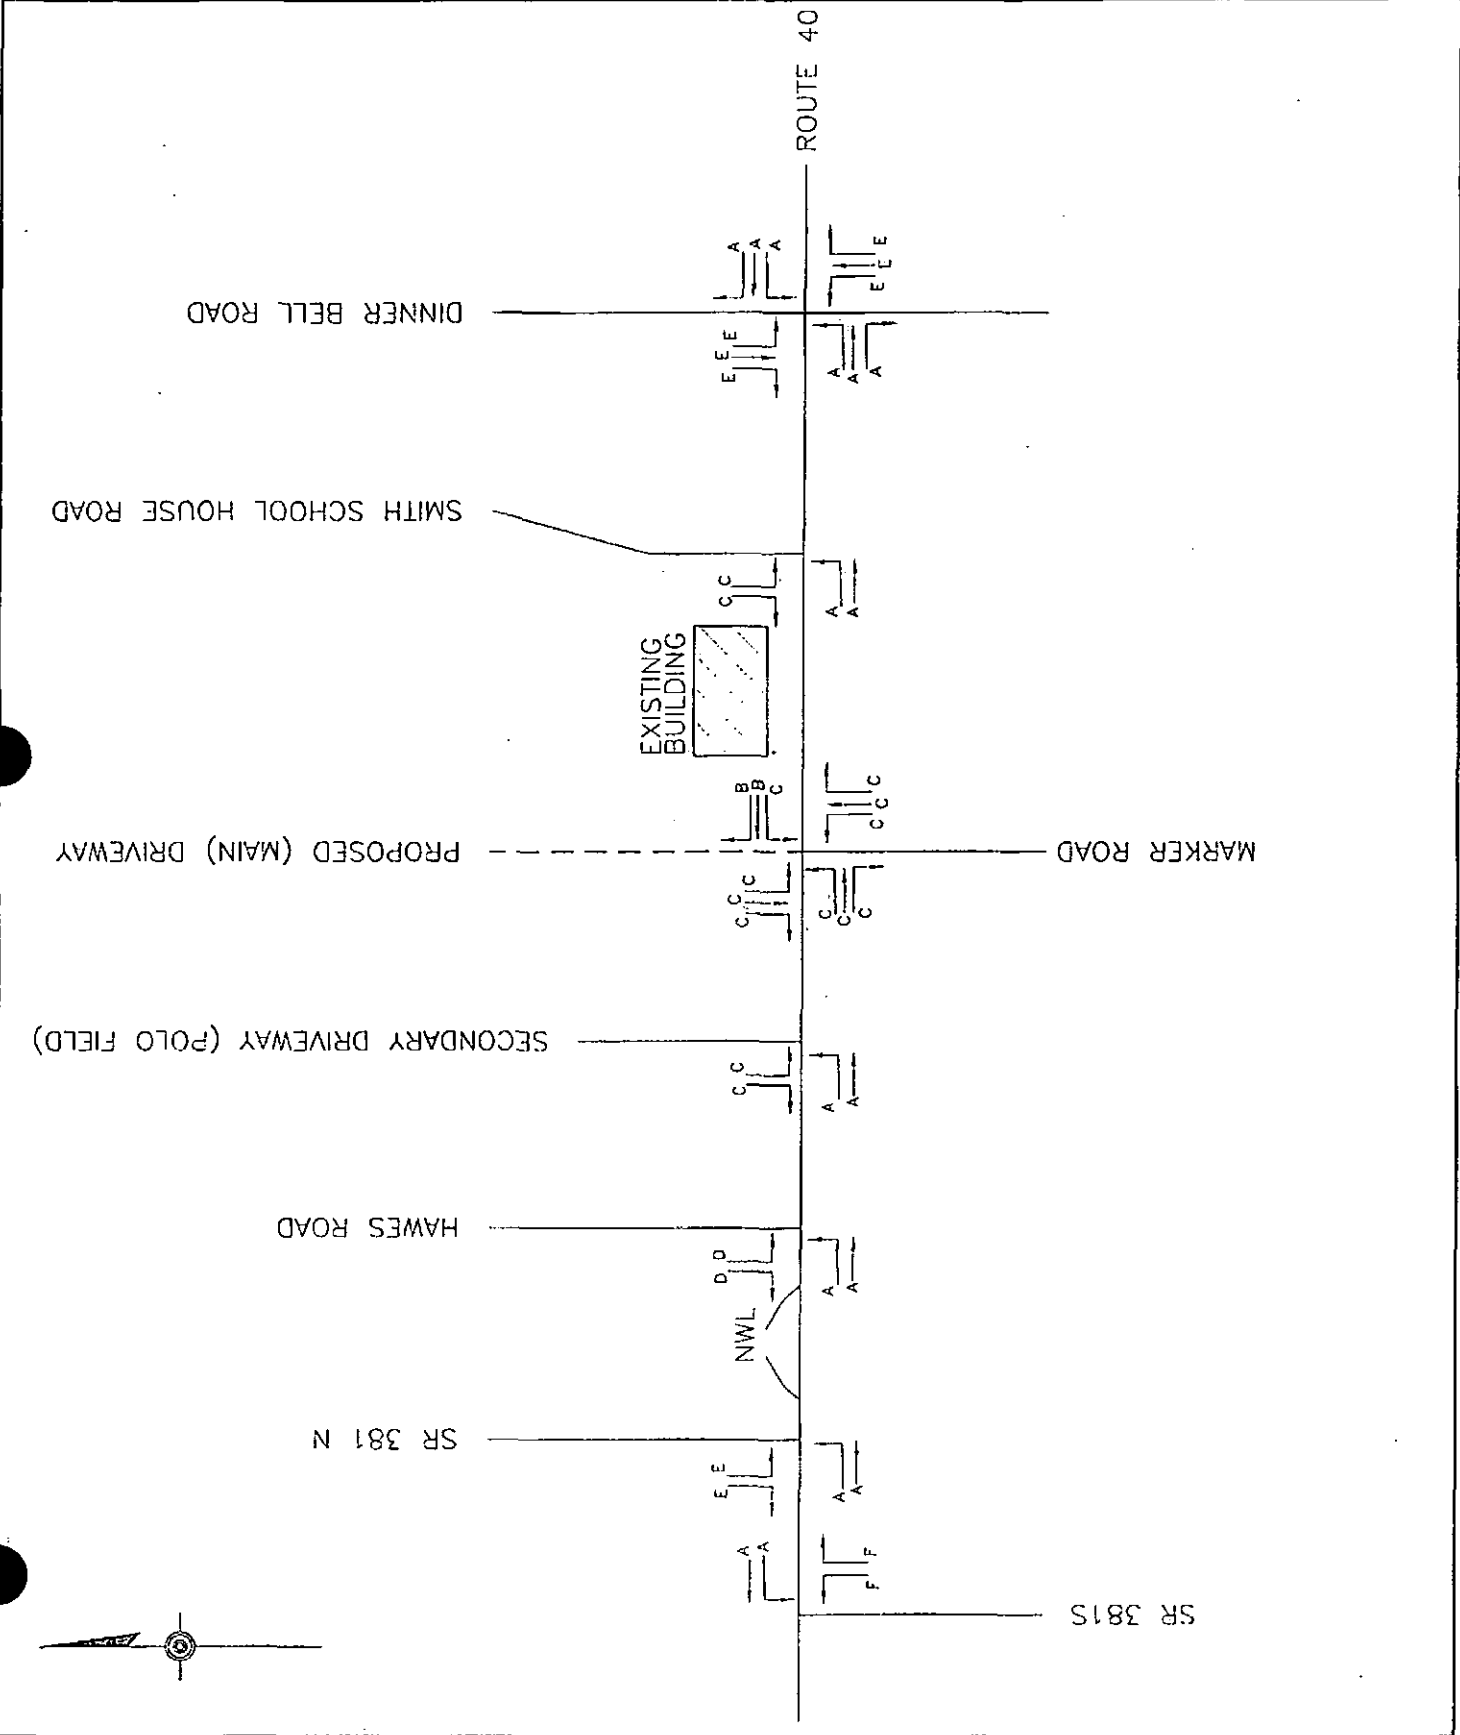 ROUTE 40
DINNER BELL ROAD
A
A
A
E
E
E
E
E
E
A
A
A
SMITH SCHOOL HOUSE ROAD
C
C
A
A
EXISTING
BUILDING
PROPOSED (MAIN) DRIVEWAY
B
B
C
C
C
C
C
C
C
C
C
C
MARKER ROAD
SECONDARY DRIVEWAY (POLO FIELD)
C
C
A
A
HAWES ROAD
D
D
A
A
NWL
SR 381 N
E
E
A
A
A
A
F
F
SR 381S